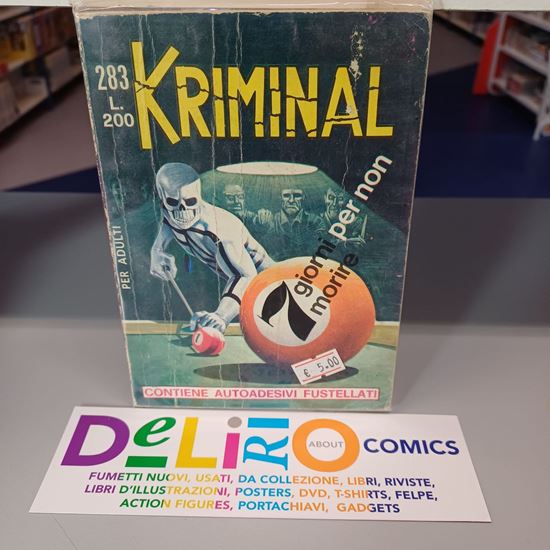 283
L.
200
KRIMINAL
PER ADULTI
7 giorni per non
morire
€ 5.00
CONTIENE AUTOADESIVI FUSTELLATI
DeLiRIO ABOUT COMICS
FUMETTI NUOVI, USATI, DA COLLEZIONE, LIBRI, RIVISTE,
LIBRI D'ILLUSTRAZIONI, POSTERS, DVD, T-SHIRTS, FELPE,
ACTION FIGURES, PORTACHIAVI, GADGETS